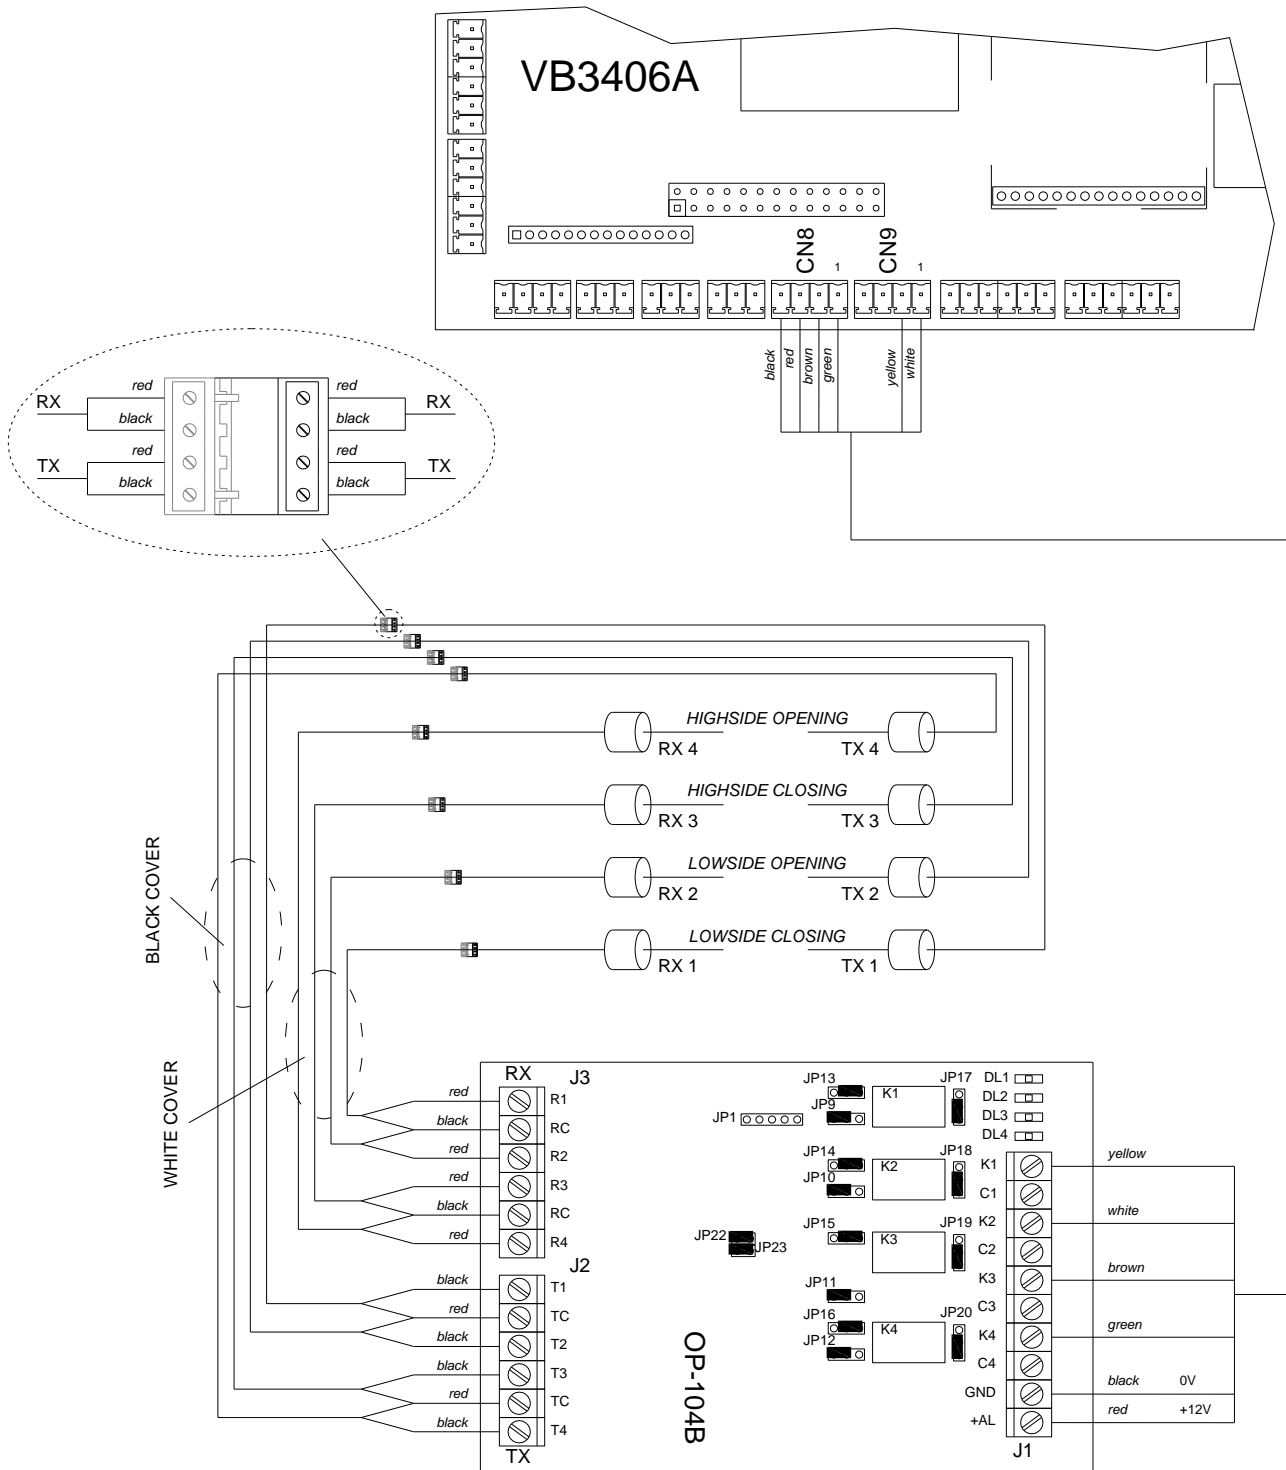 VB3406A
CN8
CN9
1
1
black
red
brown
green
yellow
white
red
RX
black
red
TX
black
red
RX
black
red
TX
black
HIGHSIDE OPENING
RX 4
TX 4
HIGHSIDE CLOSING
RX 3
TX 3
LOWSIDE OPENING
RX 2
TX 2
LOWSIDE CLOSING
RX 1
TX 1
BLACK COVER
WHITE COVER
RX
J3
red
R1
black
RC
red
R2
red
R3
black
RC
red
R4
J2
black
T1
red
TC
black
T2
black
T3
red
TC
black
T4
TX
OP-104B
JP1
JP22
JP23
JP13
JP9
K1
JP17
JP14
JP10
K2
JP18
JP15
K3
JP19
JP11
JP16
JP12
K4
JP20
DL1
DL2
DL3
DL4
K1
yellow
C1
K2
white
C2
K3
brown
C3
K4
green
C4
GND
black 0V
+AL
red +12V
J1